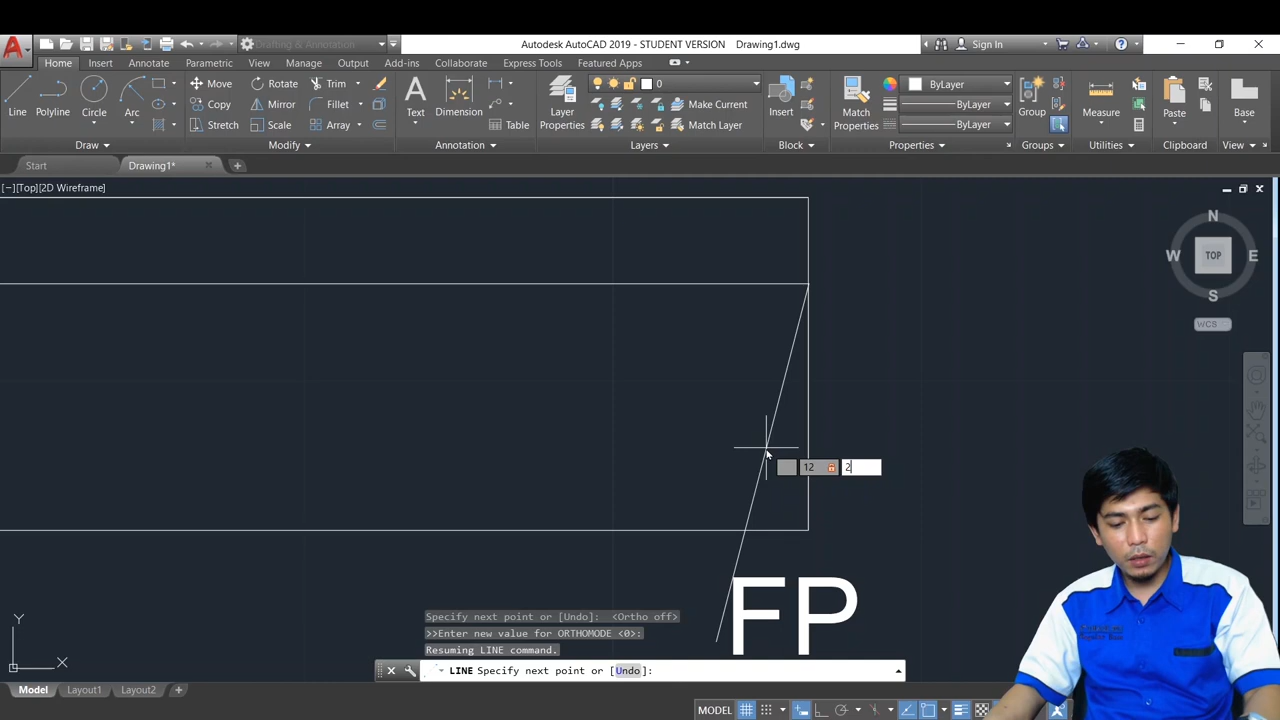 Drafting & Annotation
Autodesk AutoCAD 2019 - STUDENT VERSION Drawing1.dwg
Sign In
Home Insert Annotate Parametric View Manage Output Add-ins Collaborate Express Tools Featured Apps
Line Polyline Circle Arc
Move Rotate Trim
Copy Mirror Fillet
Stretch Scale Array
Text Dimension Table
Layer Properties
0
Make Current
Match Layer
Insert
Match Properties
ByLayer
ByLayer
ByLayer
Group
Measure
Paste
Base
Draw Modify Annotation Layers Block Properties Groups Utilities Clipboard View
Start Drawing1*
[−][Top][2D Wireframe]
N
W TOP E
S
WCS
12 2
FP
Y
X
Specify next point or [Undo]: <Ortho off>
>>Enter new value for ORTHOMODE <0>:
Resuming LINE command.
LINE Specify next point or [Undo]:
Model Layout1 Layout2
MODEL